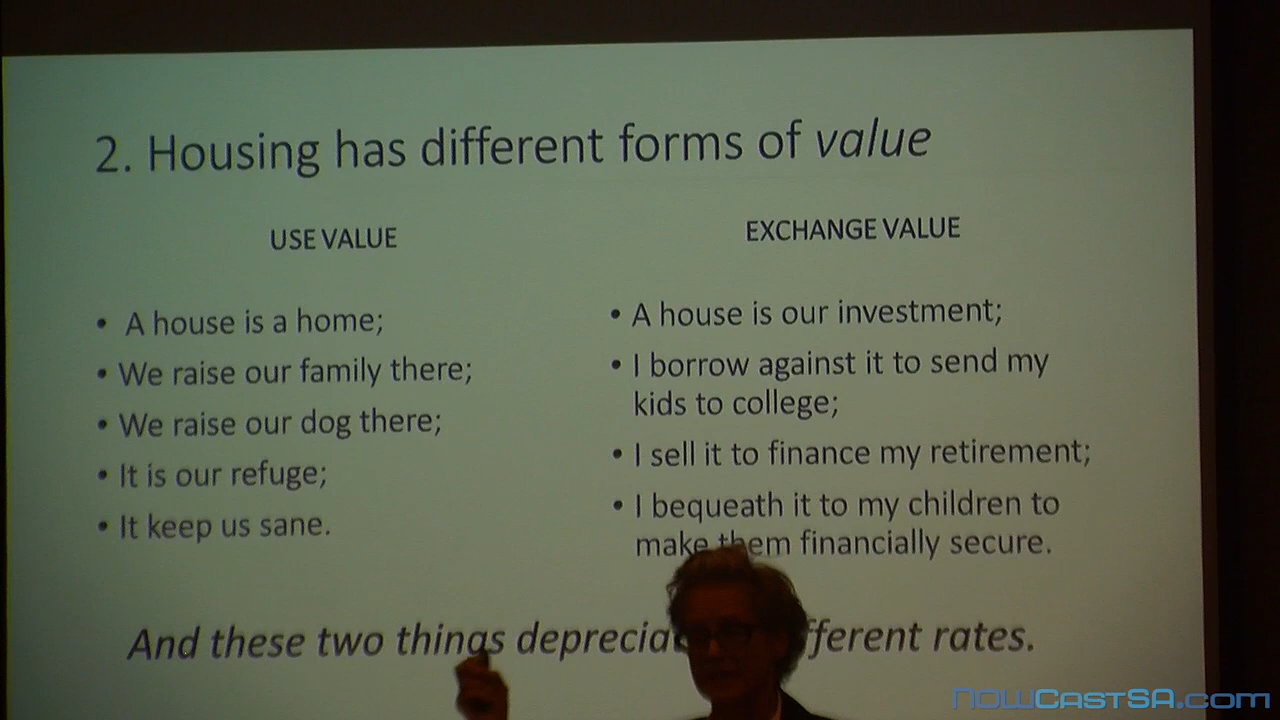 2. Housing has different forms of value
USE VALUE
• A house is a home;
• We raise our family there;
• We raise our dog there;
• It is our refuge;
• It keep us sane.
EXCHANGE VALUE
• A house is our investment;
• I borrow against it to send my
kids to college;
• I sell it to finance my retirement;
• I bequeath it to my children to
make them financially secure.
And these two things rates.
NOWCastSA.com